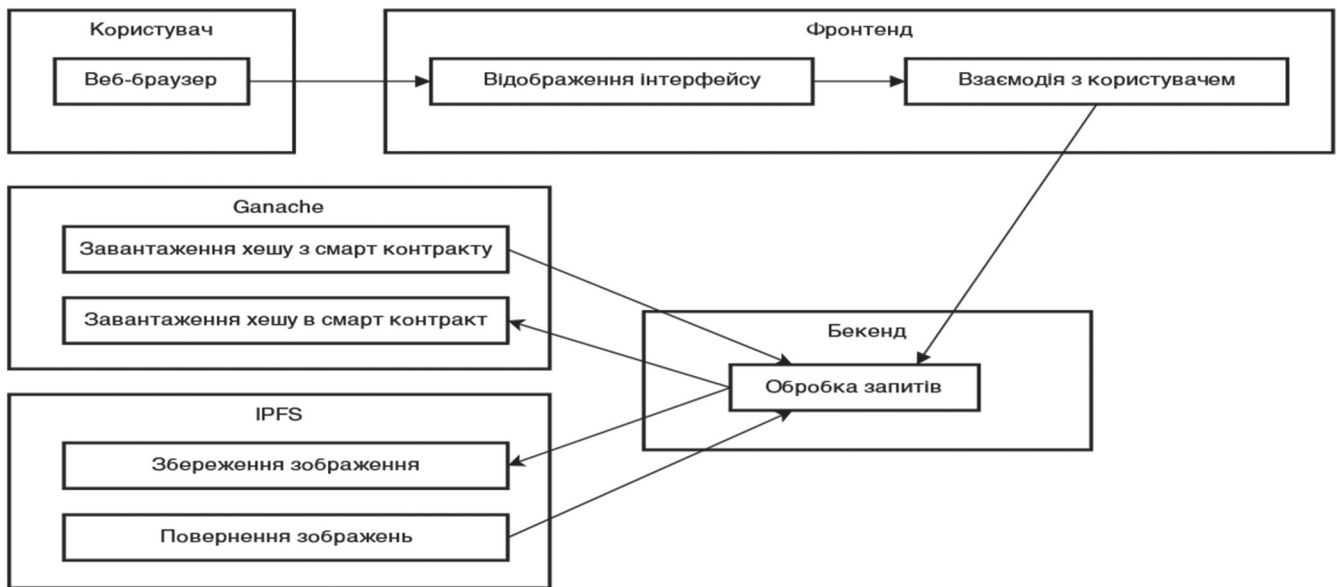 Користувач
Веб-браузер
Фронтенд
Відображення інтерфейсу
Взаємодія з користувачем
Ganache
Завантаження хешу з смарт контракту
Завантаження хешу в смарт контракт
Бекенд
Обробка запитів
IPFS
Збереження зображення
Повернення зображень